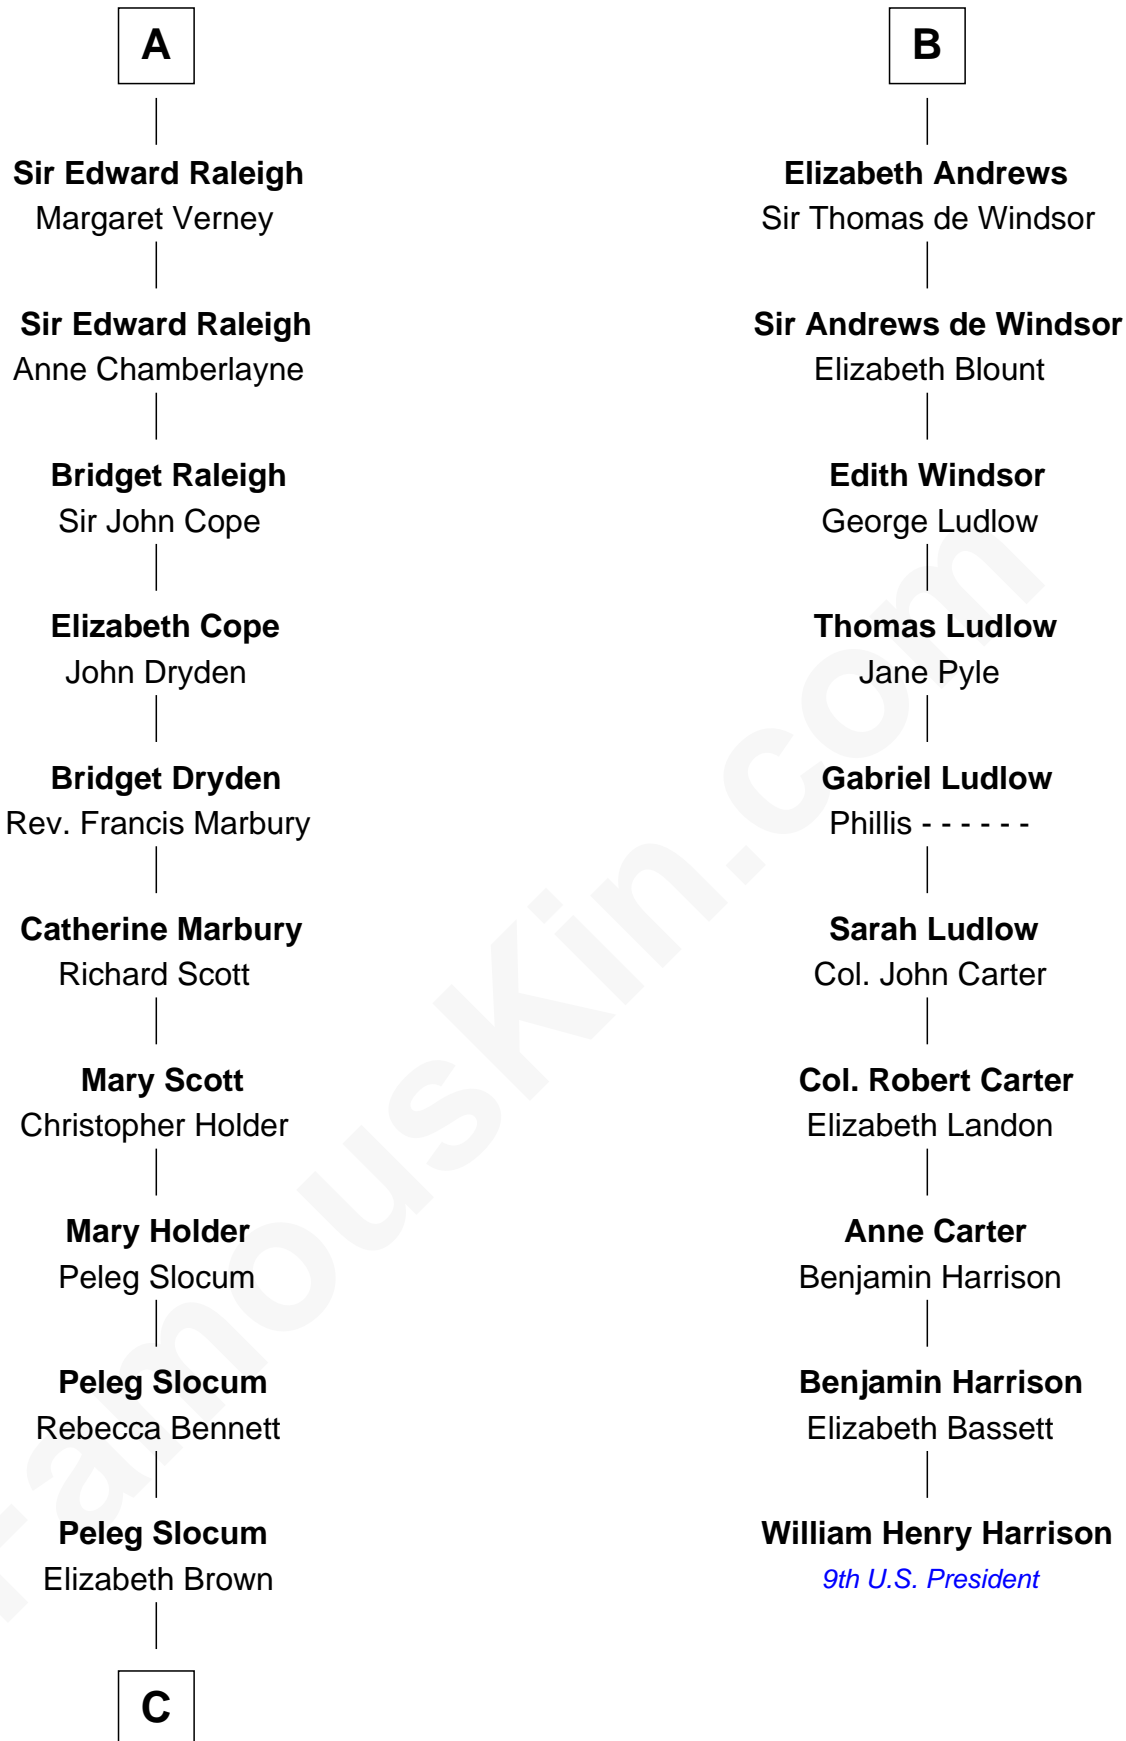 A
Sir Edward Raleigh
Margaret Verney
Sir Edward Raleigh
Anne Chamberlayne
Bridget Raleigh
Sir John Cope
Elizabeth Cope
John Dryden
Bridget Dryden
Rev. Francis Marbury
Catherine Marbury
Richard Scott
Mary Scott
Christopher Holder
Mary Holder
Peleg Slocum
Peleg Slocum
Rebecca Bennett
Peleg Slocum
Elizabeth Brown
C
B
Elizabeth Andrews
Sir Thomas de Windsor
Sir Andrews de Windsor
Elizabeth Blount
Edith Windsor
George Ludlow
Thomas Ludlow
Jane Pyle
Gabriel Ludlow
Phillis - - - - - -
Sarah Ludlow
Col. John Carter
Col. Robert Carter
Elizabeth Landon
Anne Carter
Benjamin Harrison
Benjamin Harrison
Elizabeth Bassett
William Henry Harrison
9th U.S. President
FamousKin.com